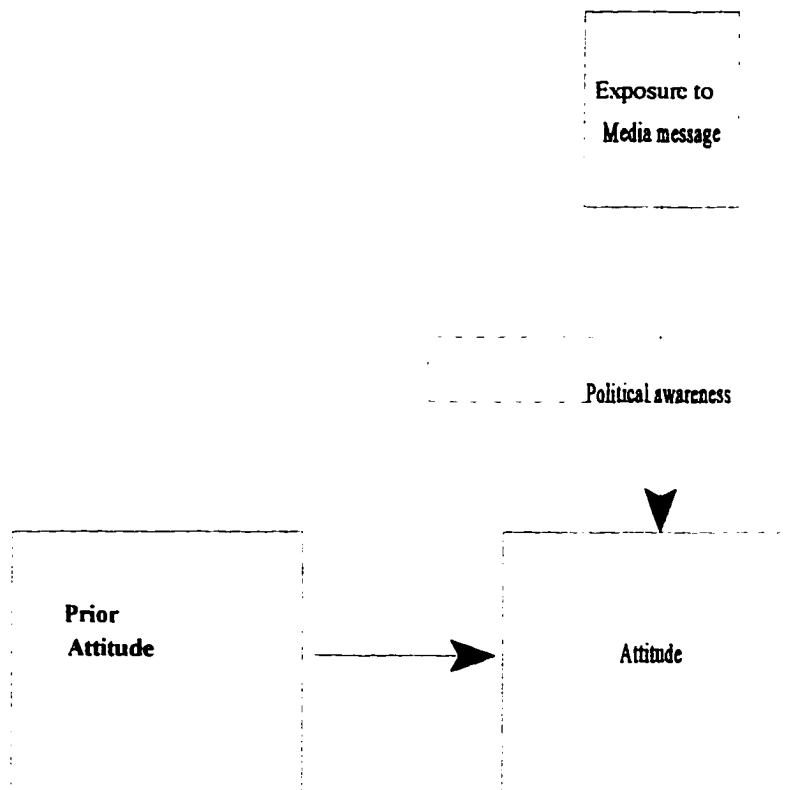 Exposure to
Media message
Political awareness
Prior
Attitude
Attitude